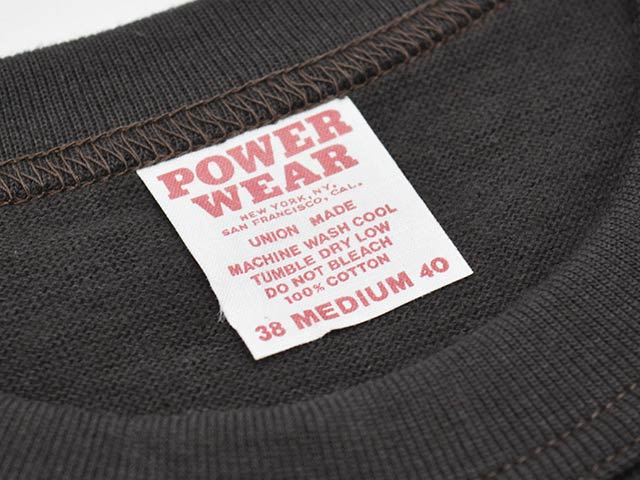 POWER
WEAR
NEW YORK, N.Y.
SAN FRANCISCO, CAL.
UNION MADE
MACHINE WASH COOL
TUMBLE DRY LOW
DO NOT BLEACH
100% COTTON
38 MEDIUM 40